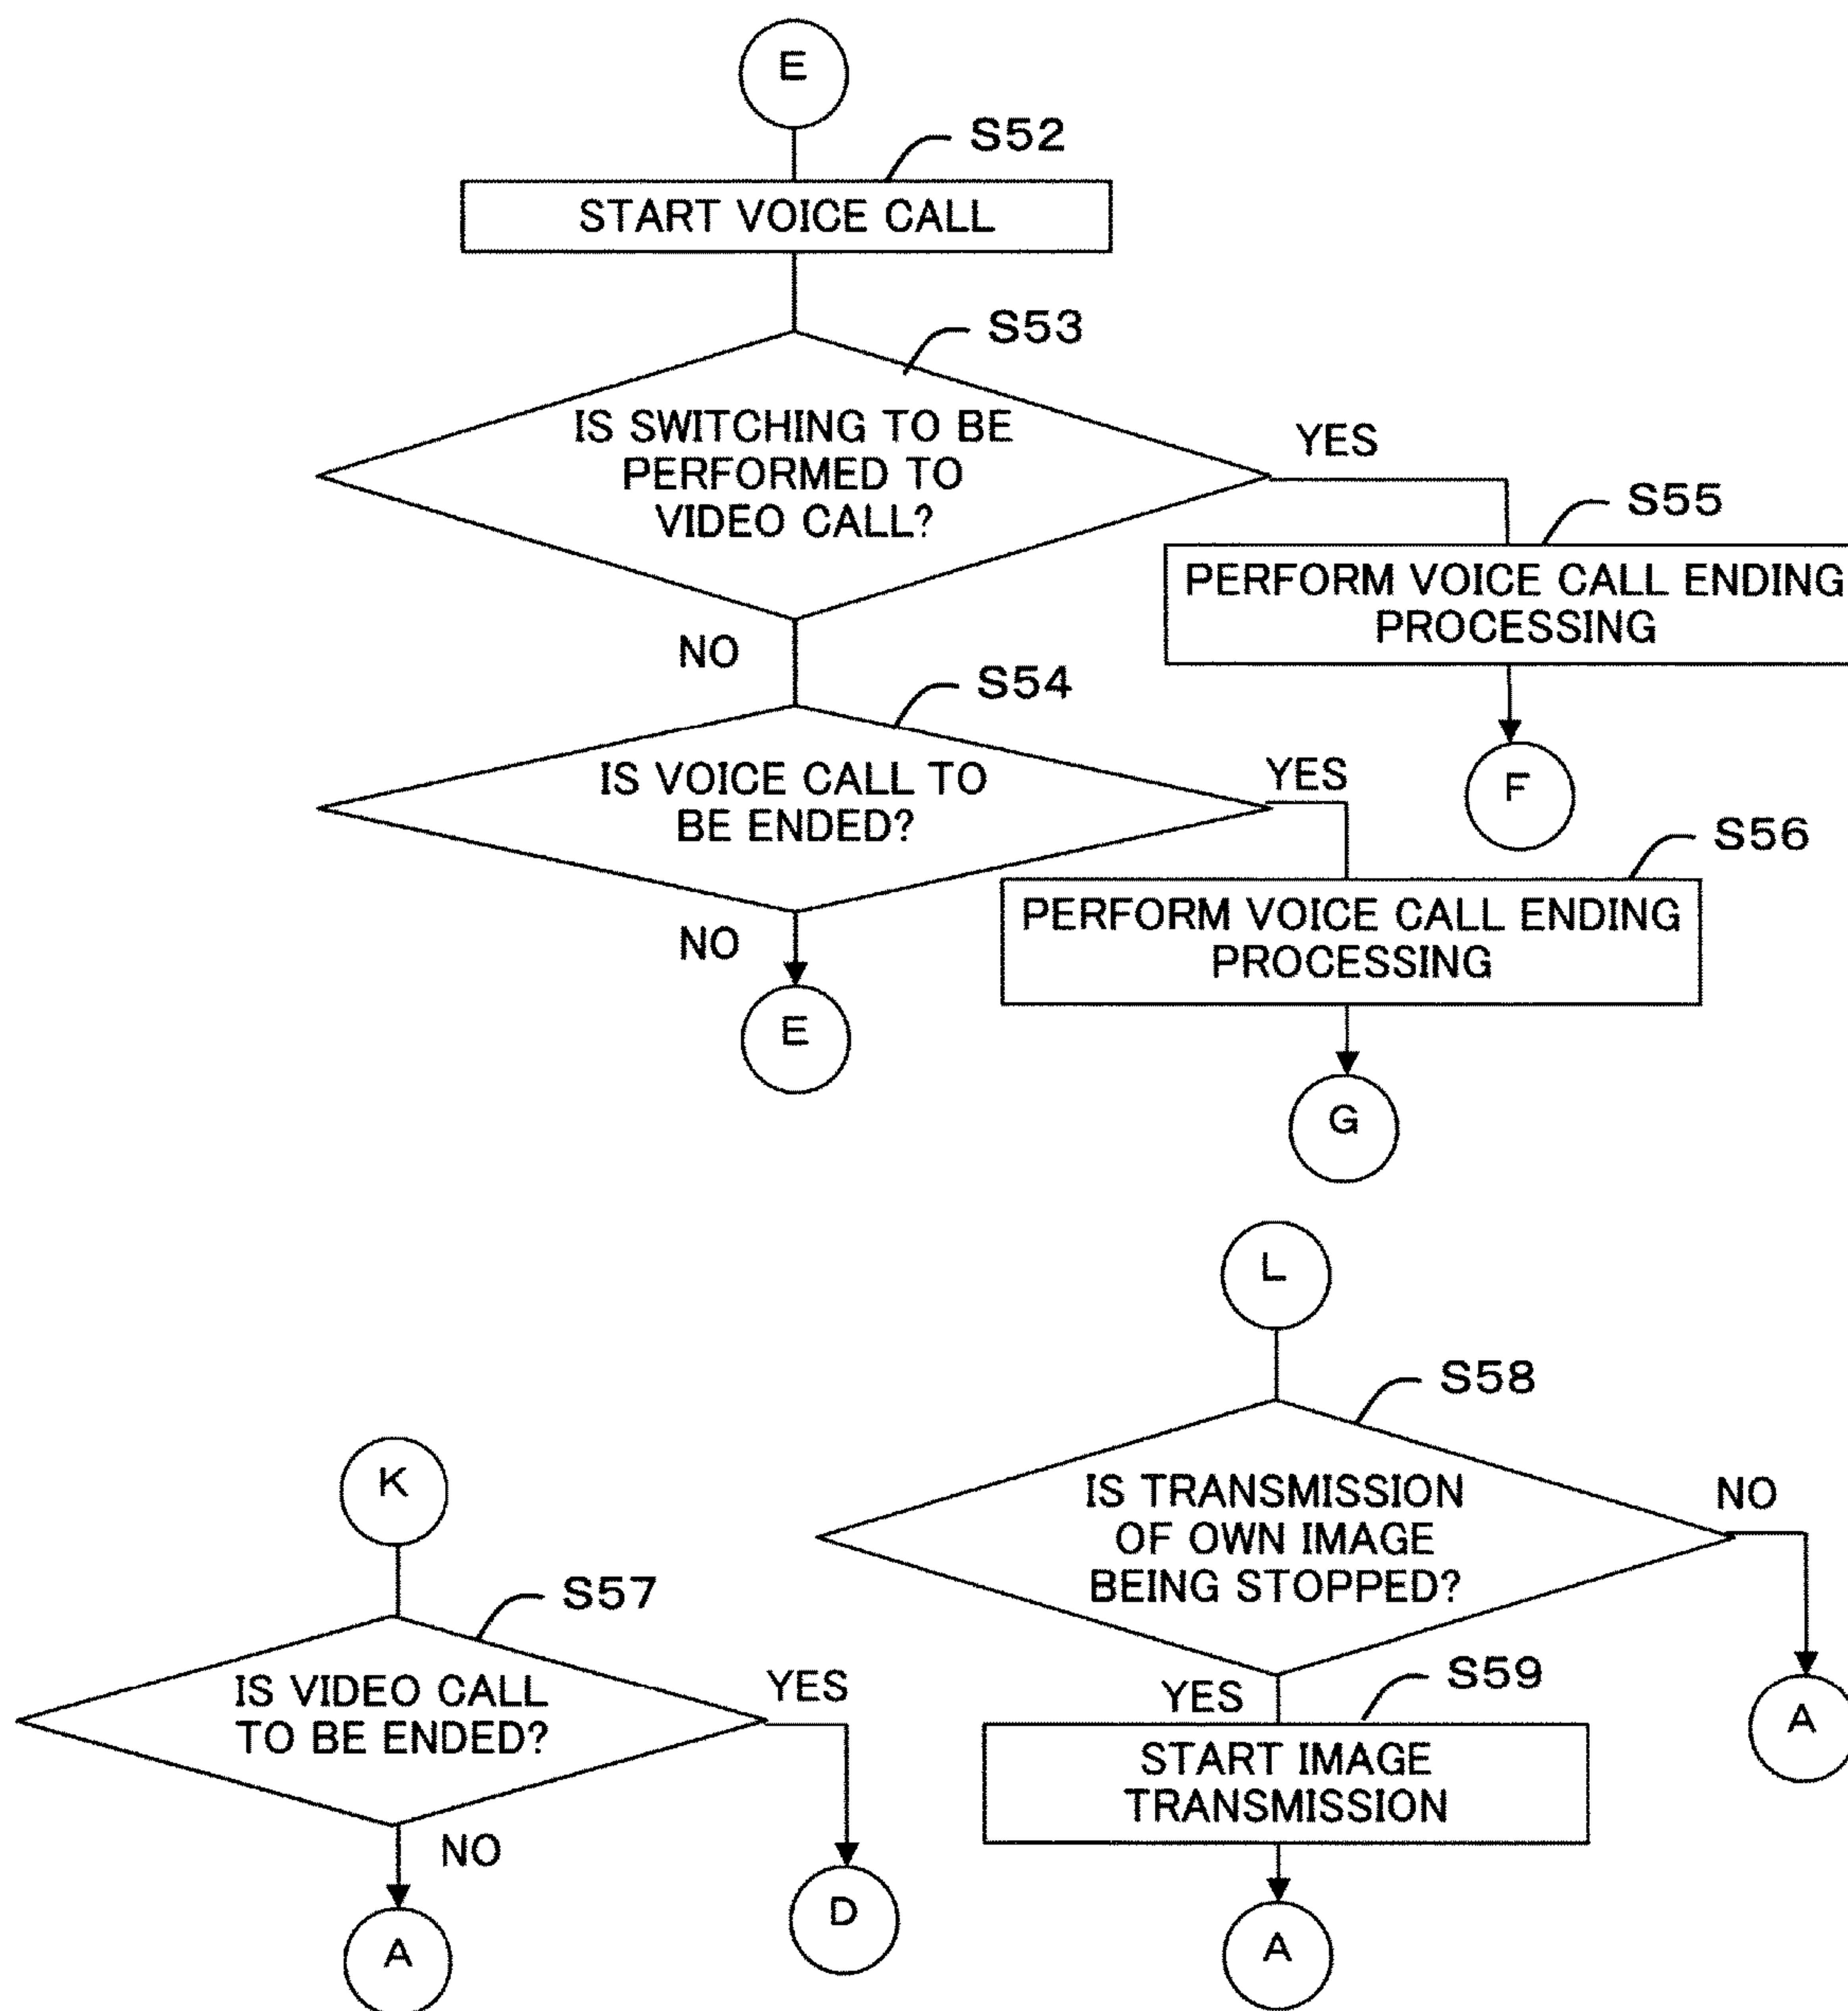 E
S52
START VOICE CALL
S53
IS SWITCHING TO BE
PERFORMED TO
VIDEO CALL?
YES
S55
PERFORM VOICE CALL ENDING
PROCESSING
F
NO
S54
IS VOICE CALL TO
BE ENDED?
YES
S56
PERFORM VOICE CALL ENDING
PROCESSING
G
NO
E
L
S58
IS TRANSMISSION
OF OWN IMAGE
BEING STOPPED?
NO
A
YES
S59
START IMAGE
TRANSMISSION
A
K
S57
IS VIDEO CALL
TO BE ENDED?
YES
D
NO
A